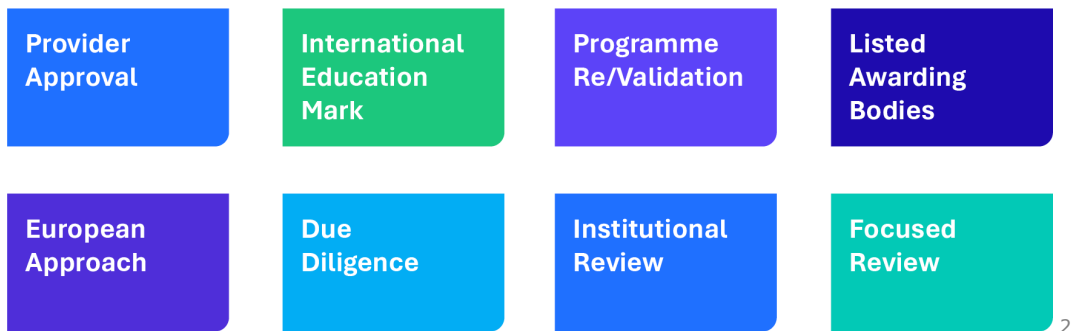 Provider
Approval
International
Education
Mark
Programme
Re/Validation
Listed
Awarding
Bodies
European
Approach
Due
Diligence
Institutional
Review
Focused
Review
2